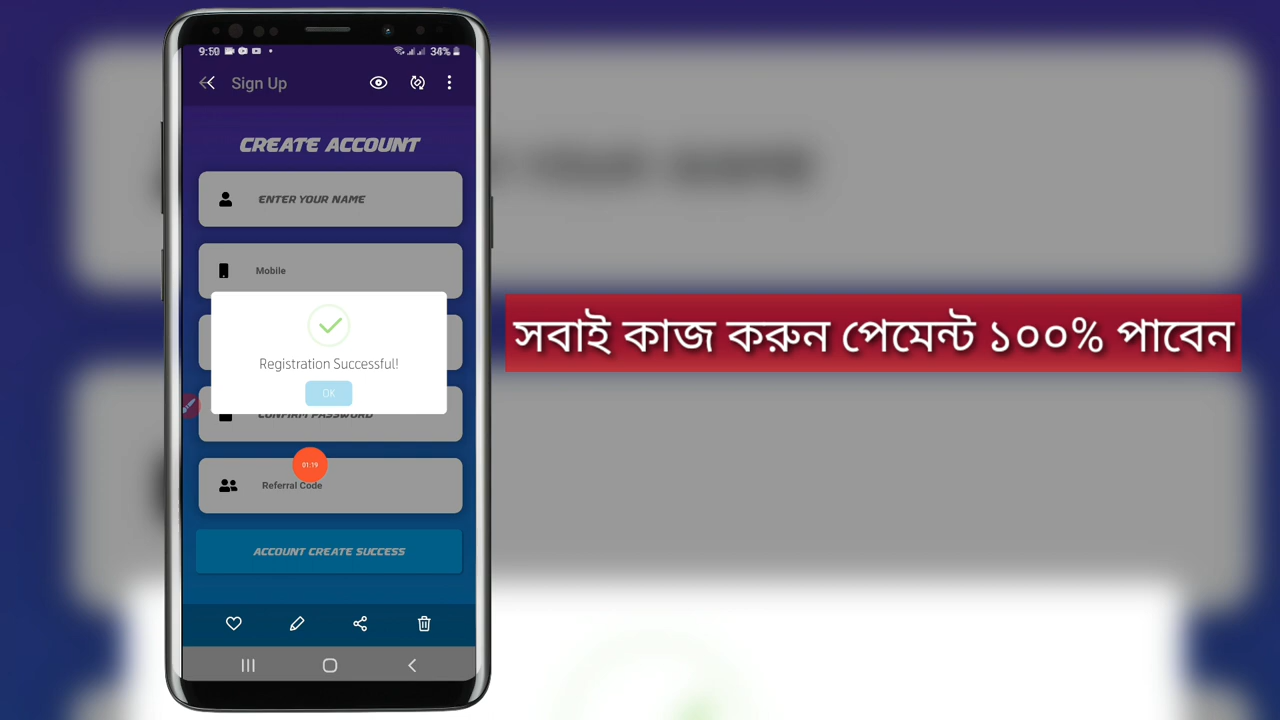 9:50
34%
Sign Up
CREATE ACCOUNT
ENTER YOUR NAME
Mobile
Registration Successful!
OK
CONFIRM PASSWORD
01:19
Referral Code
ACCOUNT CREATE SUCCESS
সবাই কাজ করুন পেমেন্ট ১০০% পাবেন